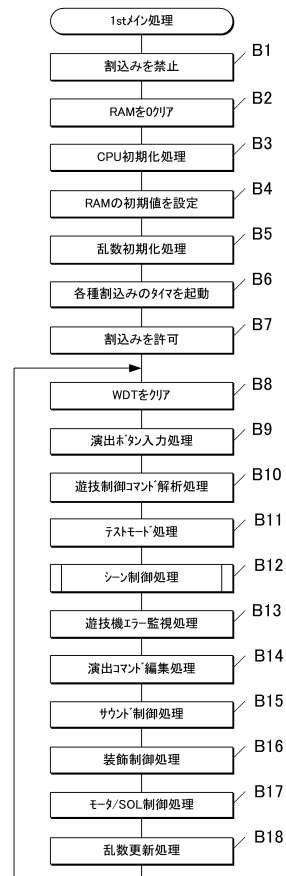 1stメイン処理
割込みを禁止 B1
RAMを0クリア B2
CPU初期化処理 B3
RAMの初期値を設定 B4
乱数初期化処理 B5
各種割込みのタイマを起動 B6
割込みを許可 B7
WDTをクリア B8
演出ボタン入力処理 B9
遊技制御コマンド解析処理 B10
テストモード処理 B11
シーン制御処理 B12
遊技機エラー監視処理 B13
演出コマンド編集処理 B14
サウンド制御処理 B15
装飾制御処理 B16
モータ/SOL制御処理 B17
乱数更新処理 B18